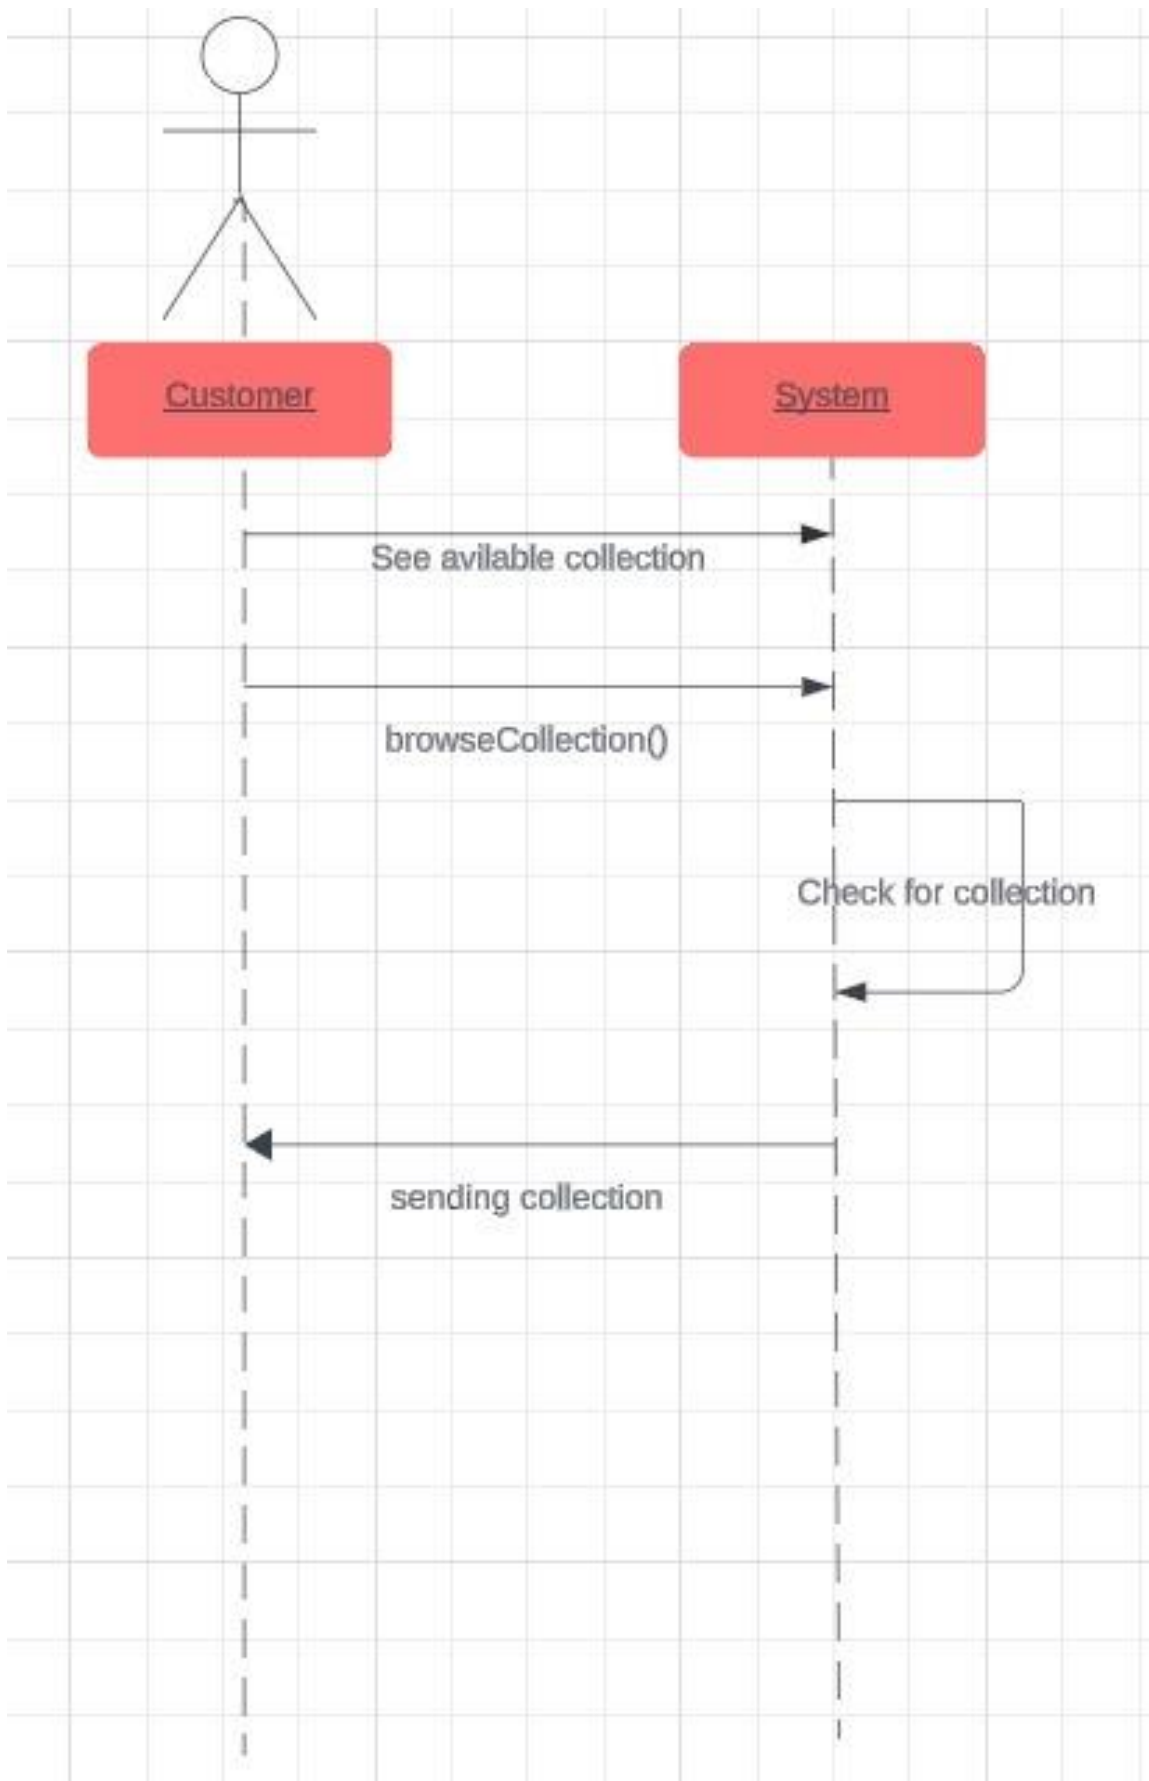 Customer
System
See avilable collection
browseCollection()
Check for collection
sending collection